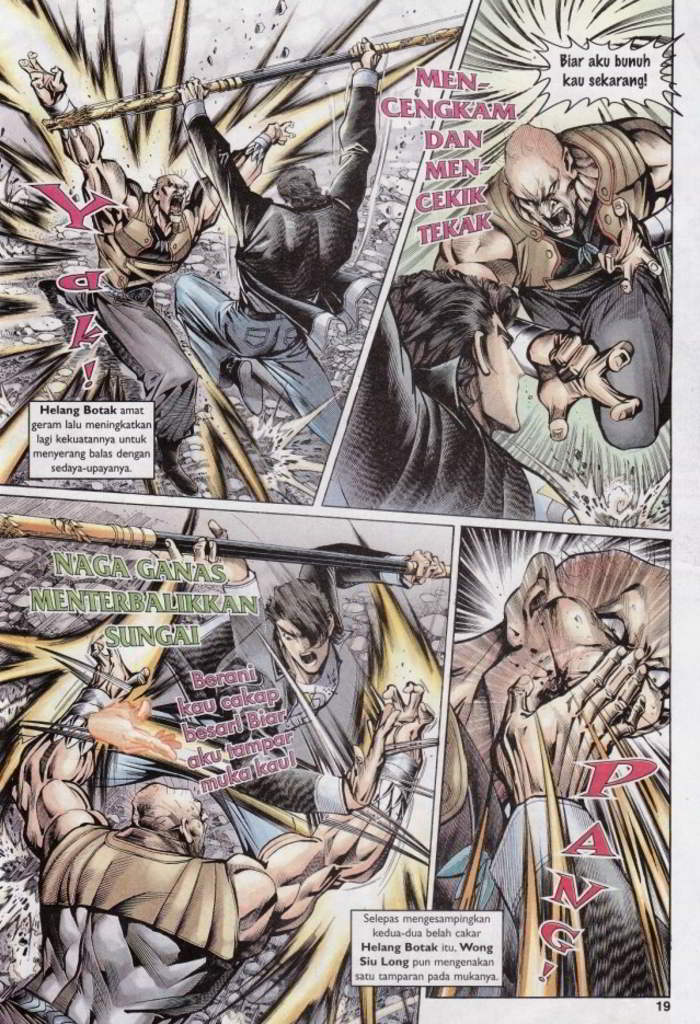 YaK!
Helang Botak amat
geram lalu meningkatkan
lagi kekuatannya untuk
menyerang balas dengan
sedaya-upayanya.
MEN-
CENGKAM
DAN
MEN-
CEKIK
TEKAK
Biar aku bunuh
kau sekarang!
NAGA GANAS
MENTERBALIKKAN
SUNGAI
Berani
kau cakap
besar! Biar
aku tampar
muka kau!
Selepas mengesampingkan
kedua-dua belah cakar
Helang Botak itu, Wong
Siu Long pun mengenakan
satu tamparan pada mukanya.
PANG!
19